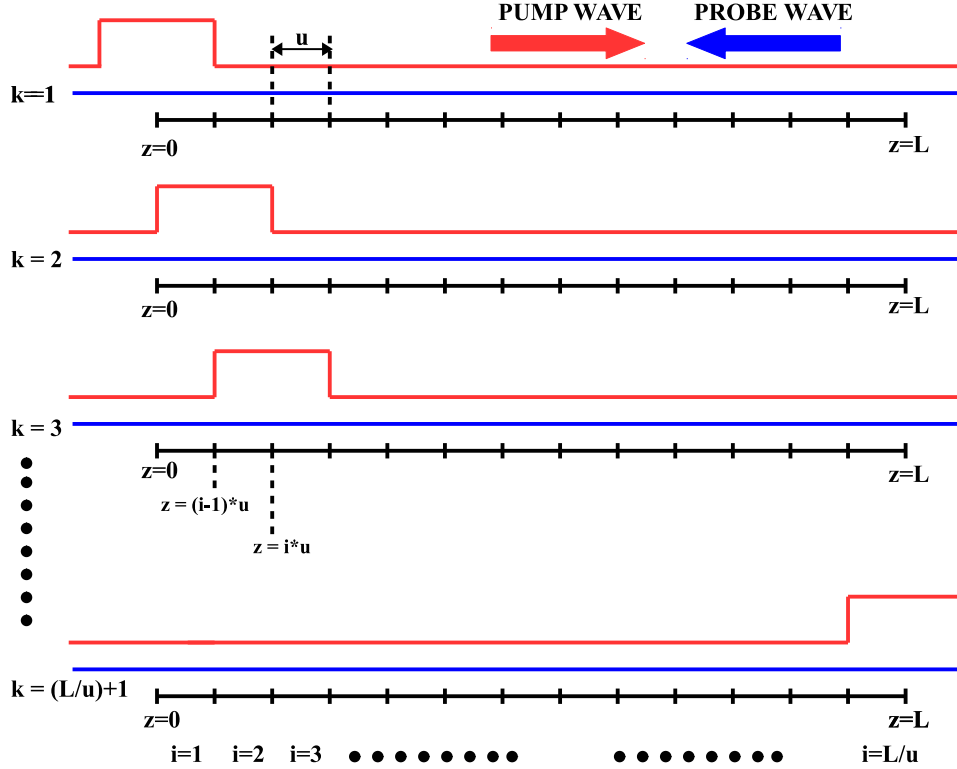 PUMP WAVE PROBE WAVE
u
k=1
z=0 z=L
k = 2
z=0 z=L
k = 3
z=0 z=L
z = (i-1)*u
z = i*u
k = (L/u)+1
z=0 z=L
i=1 i=2 i=3 i=L/u